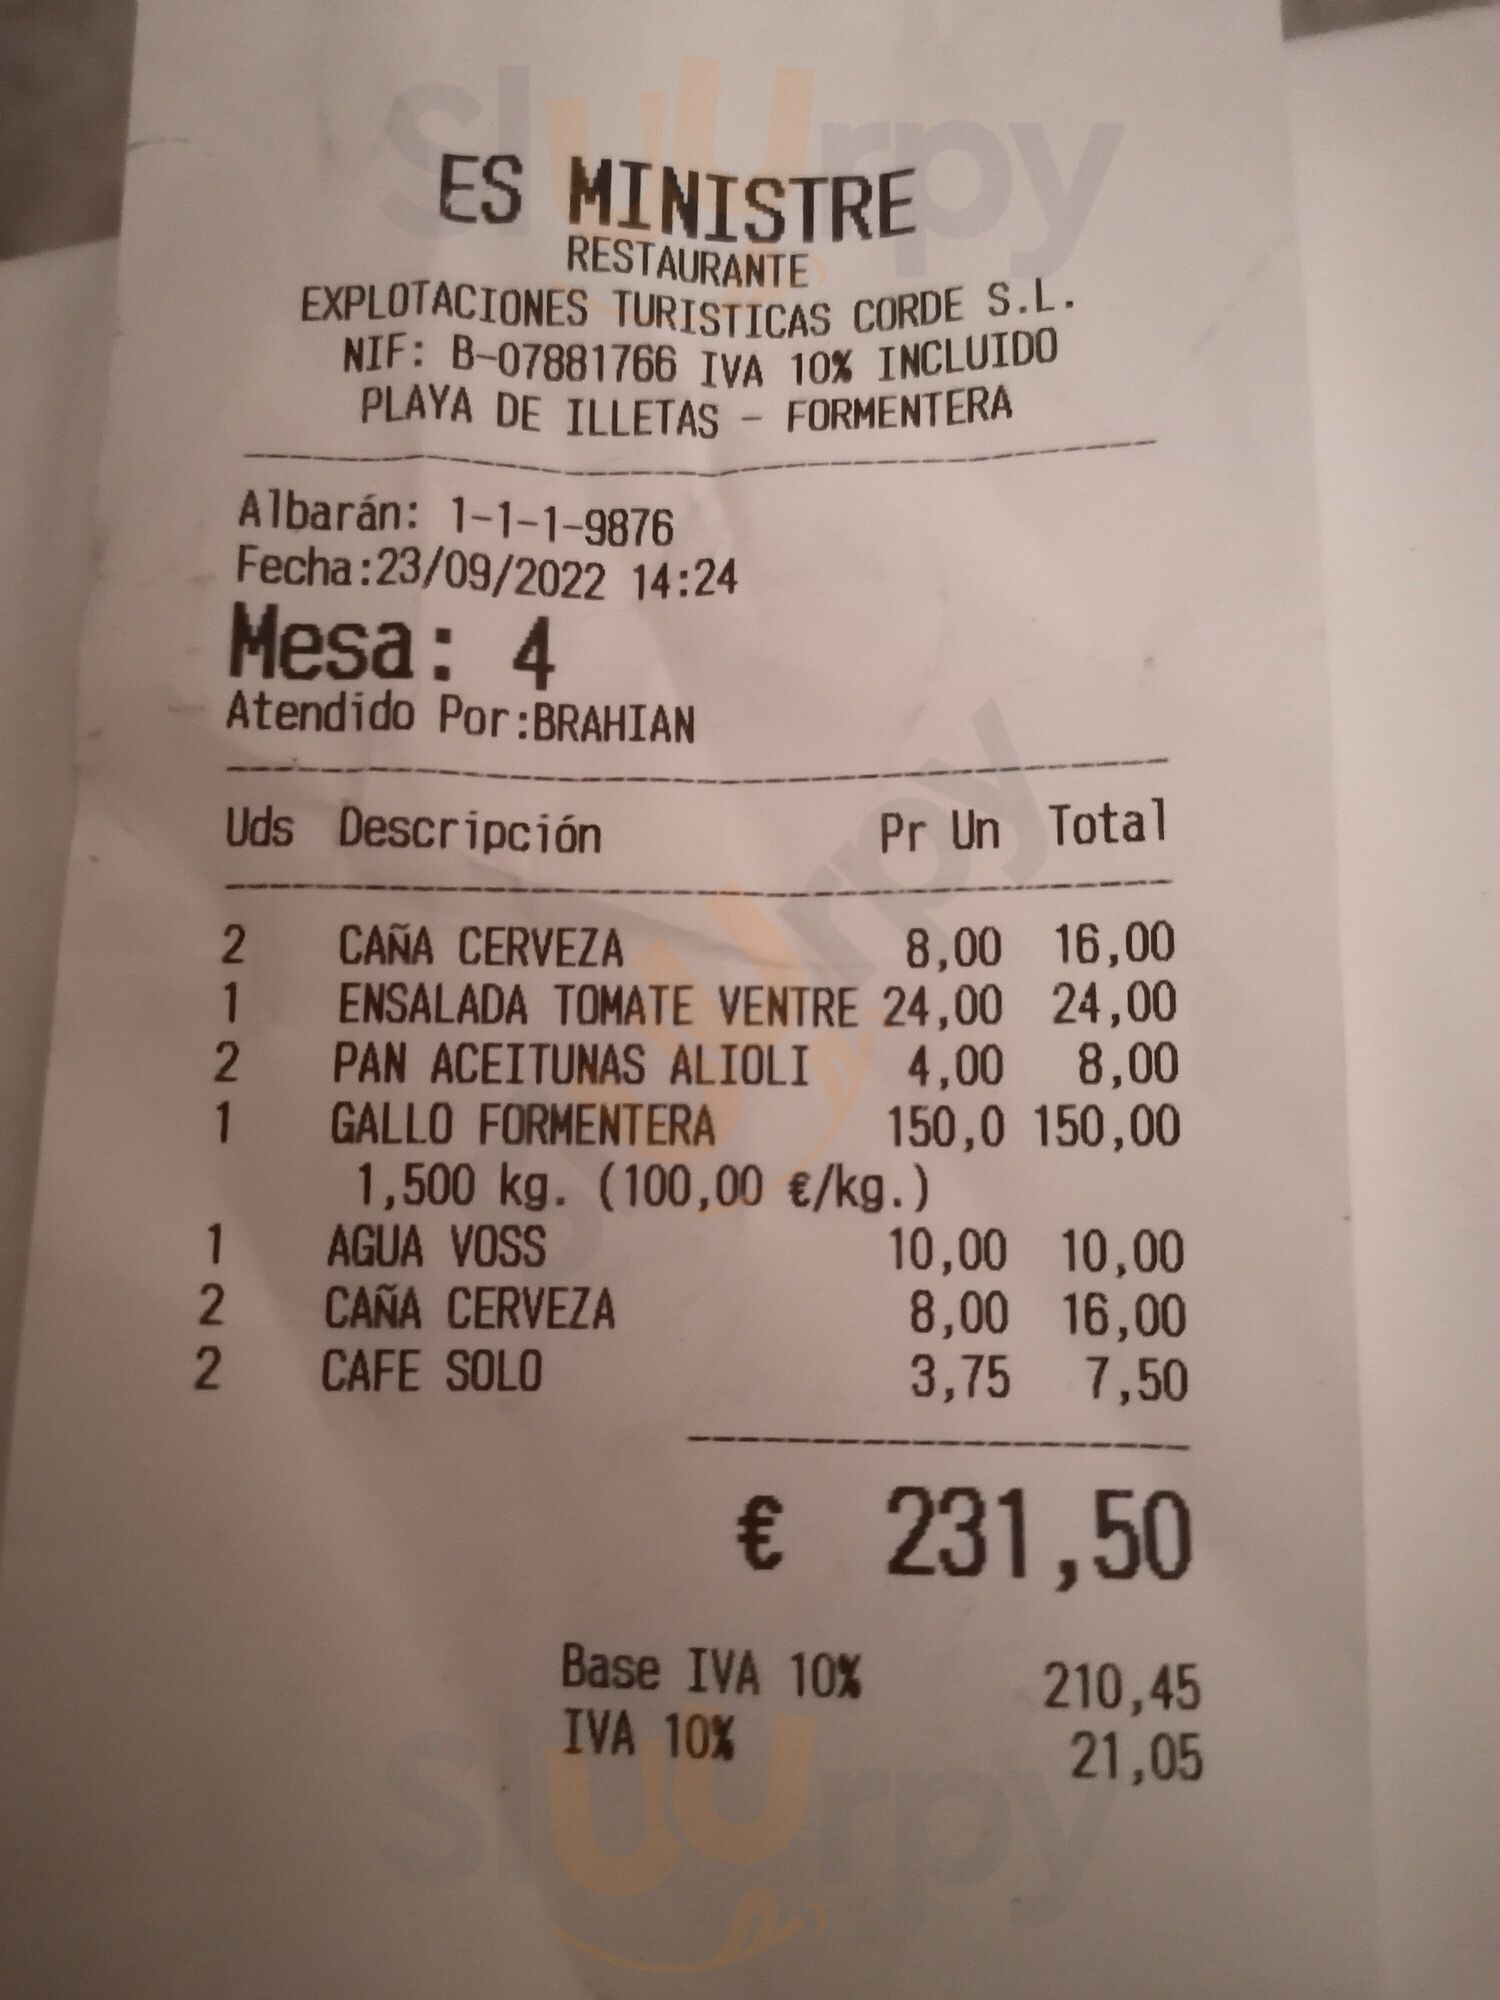 ES MINISTRE
RESTAURANTE
EXPLOTACIONES TURISTICAS CORDE S.L.
NIF: B-07881766 IVA 10% INCLUIDO
PLAYA DE ILLETAS - FORMENTERA
Albarán: 1-1-1-9876
Fecha:23/09/2022 14:24
Mesa: 4
Atendido Por:BRAHIAN
Uds Descripción Pr Un Total
2 CAÑA CERVEZA 8,00 16,00
1 ENSALADA TOMATE VENTRE 24,00 24,00
2 PAN ACEITUNAS ALIOLI 4,00 8,00
1 GALLO FORMENTERA 150,0 150,00
1,500 kg. (100,00 €/kg.)
1 AGUA VOSS 10,00 10,00
2 CAÑA CERVEZA 8,00 16,00
2 CAFE SOLO 3,75 7,50
€ 231,50
Base IVA 10% 210,45
IVA 10% 21,05
sluurpy
sluurpy
sluurpy